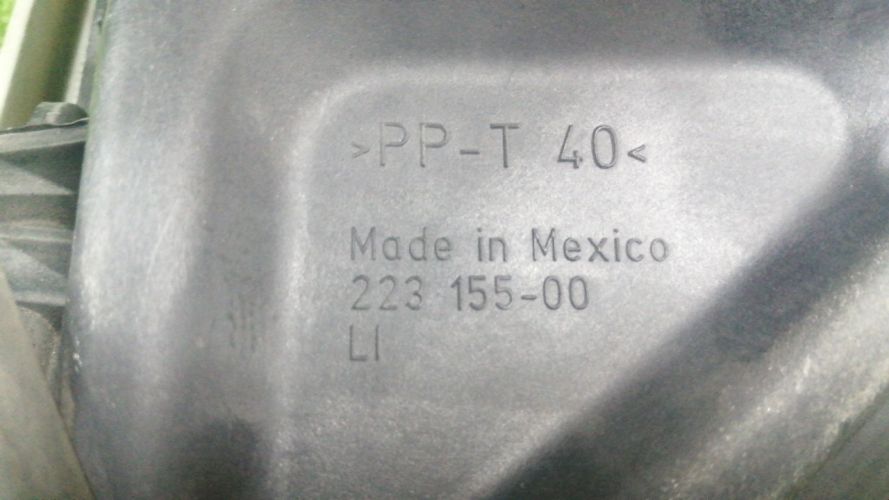 >PP-T 40<
Made in Mexico
223 155-00
LI